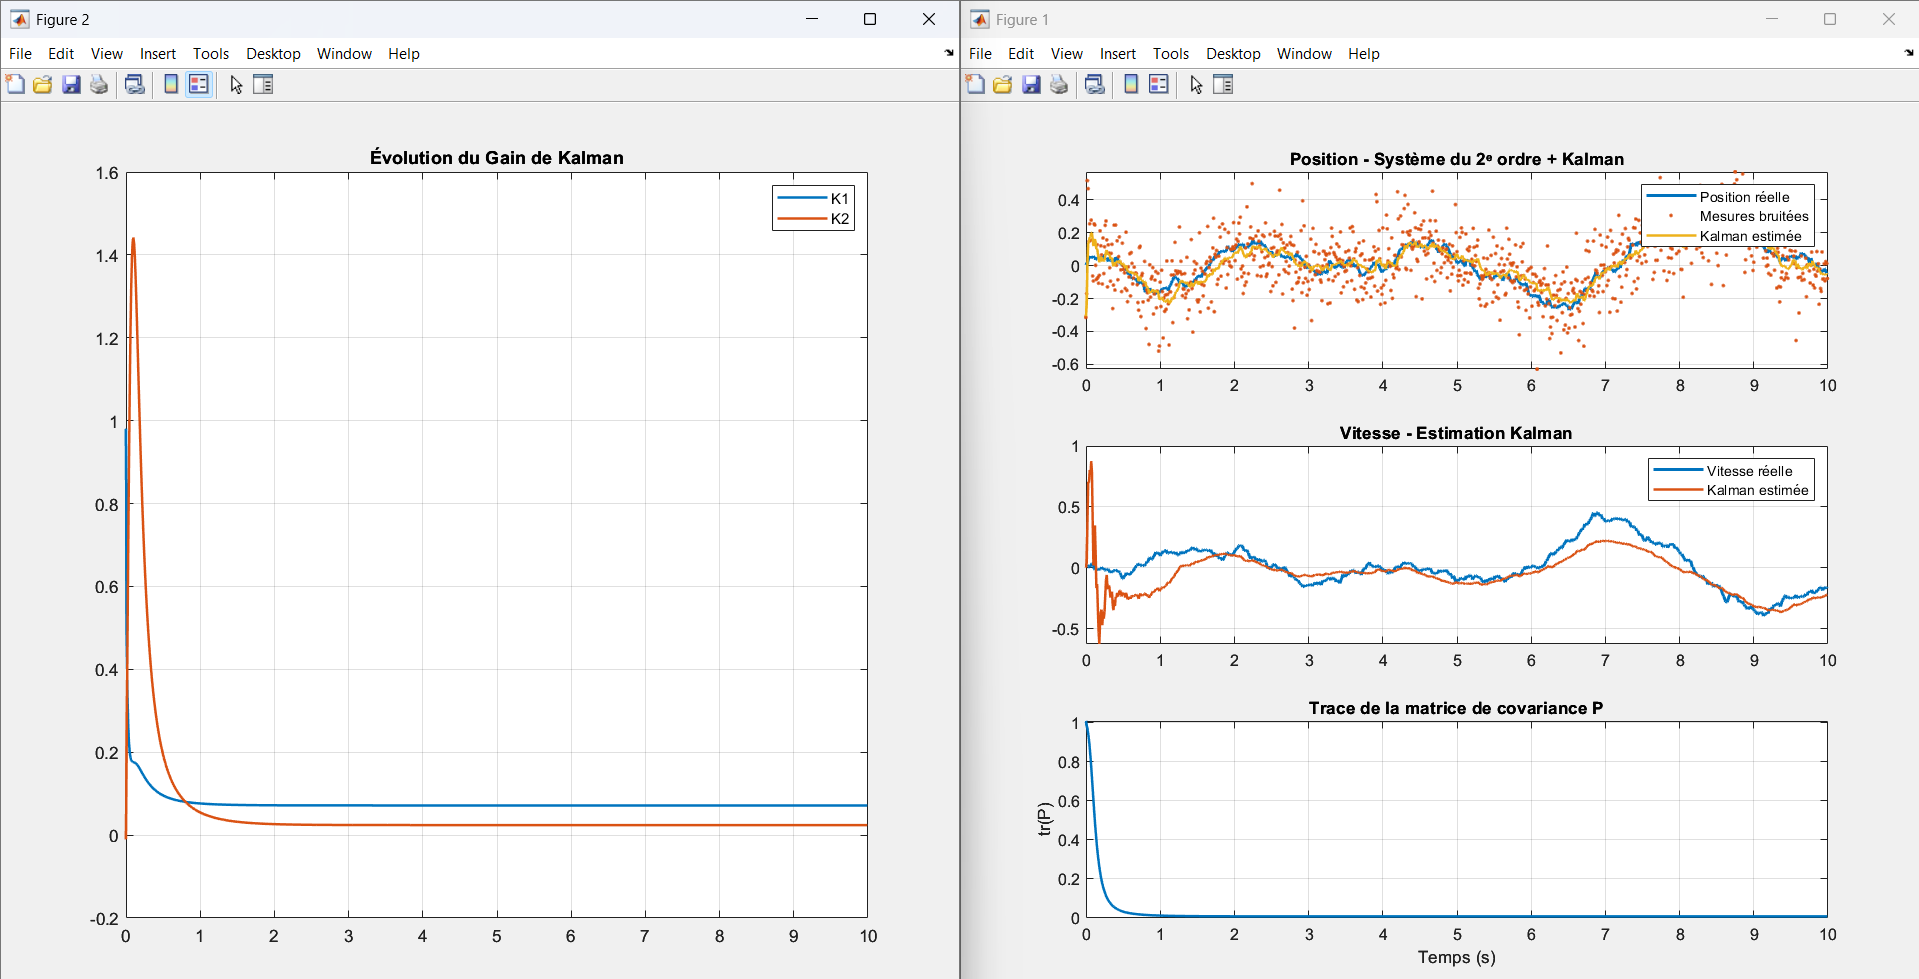 Figure 2
File Edit View Insert Tools Desktop Window Help
Évolution du Gain de Kalman
1.6
1.4
1.2
1
0.8
0.6
0.4
0.2
0
-0.2
0 1 2 3 4 5 6 7 8 9 10
K1
K2
Figure 1
File Edit View Insert Tools Desktop Window Help
Position - Système du 2ᵉ ordre + Kalman
0.4
0.2
0
-0.2
-0.4
-0.6
0 1 2 3 4 5 6 7 8 9 10
Position réelle
Mesures bruitées
Kalman estimée
Vitesse - Estimation Kalman
1
0.5
0
-0.5
0 1 2 3 4 5 6 7 8 9 10
Vitesse réelle
Kalman estimée
Trace de la matrice de covariance P
tr(P)
1
0.8
0.6
0.4
0.2
0
0 1 2 3 4 5 6 7 8 9 10
Temps (s)